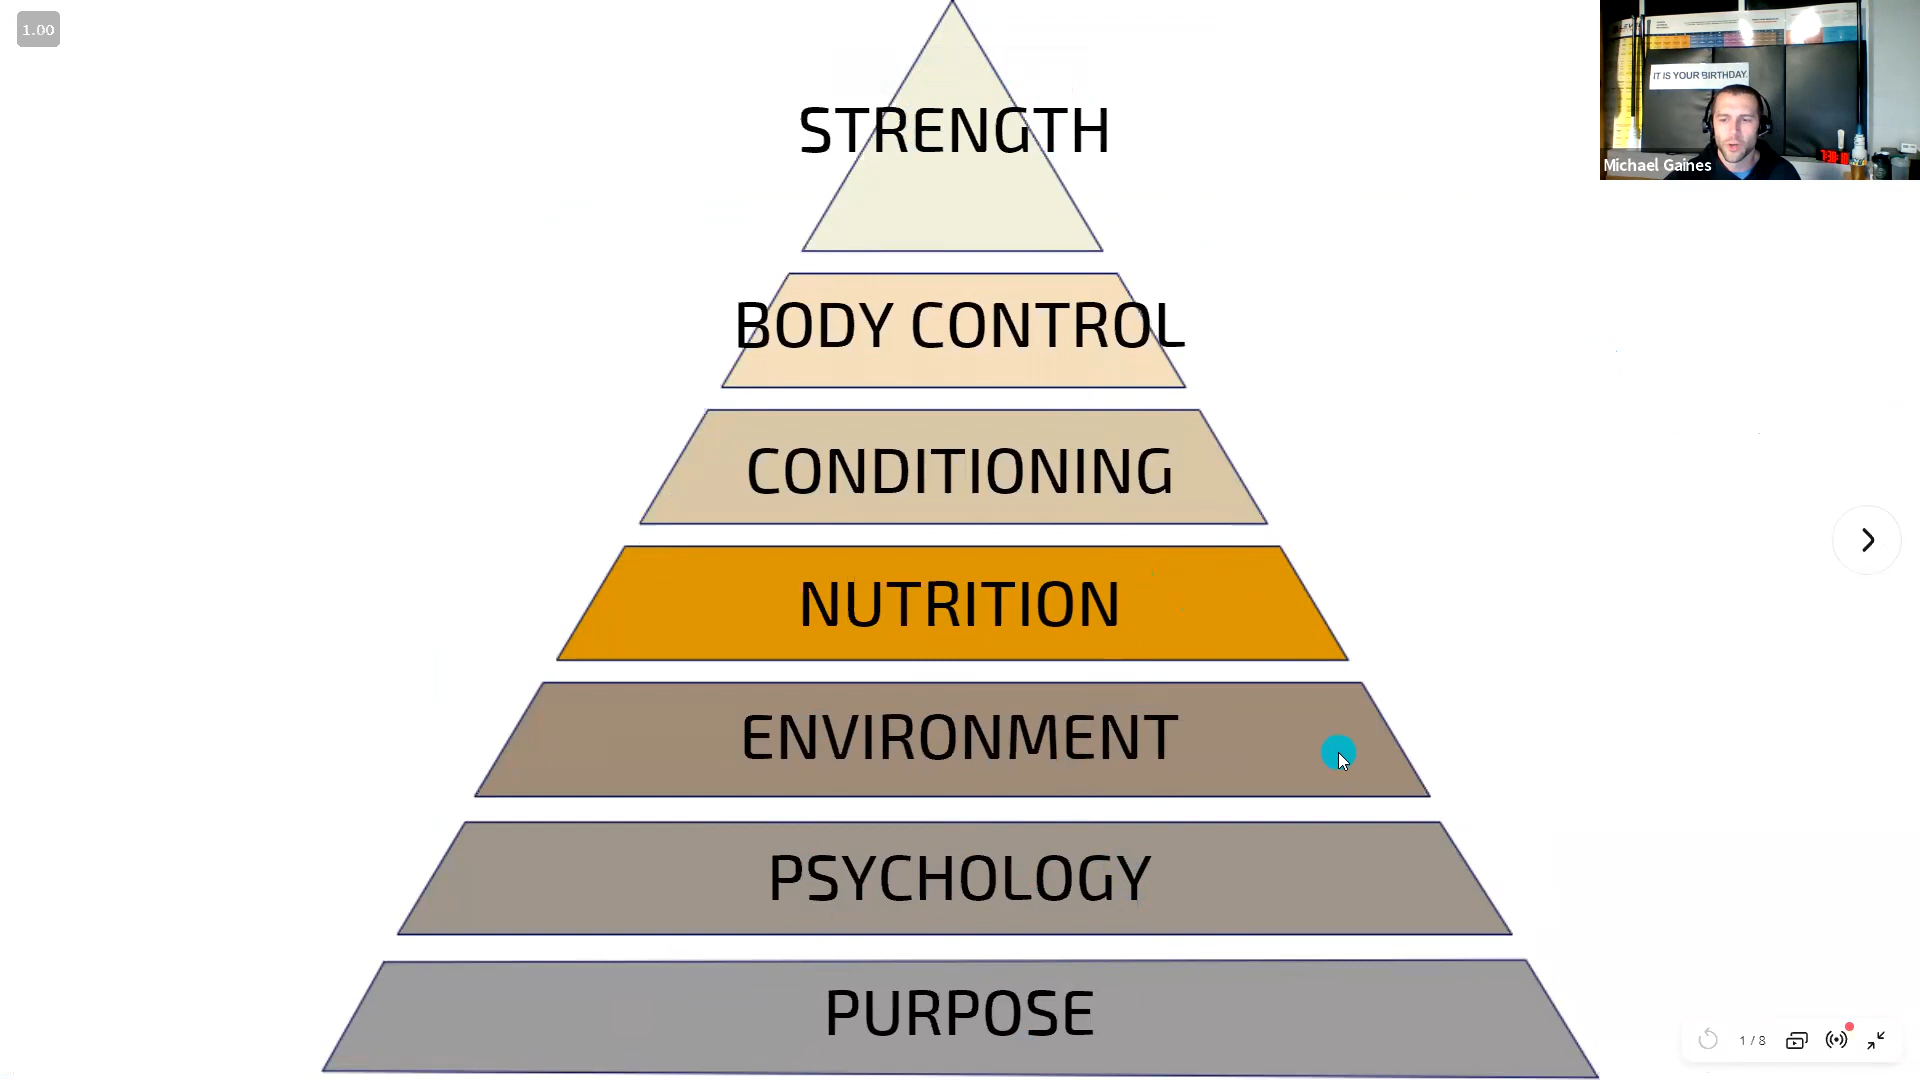 1.00
STRENGTH
BODY CONTROL
CONDITIONING
NUTRITION
ENVIRONMENT
PSYCHOLOGY
PURPOSE
IT IS YOUR BIRTHDAY.
Michael Gaines
1 / 8